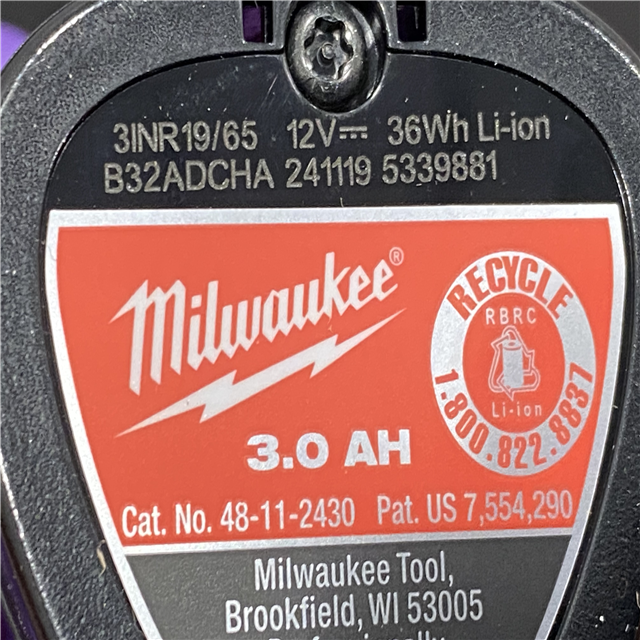 3INR19/65 12V⎓ 36Wh Li-ion
B32ADCHA 241119 5339881
Milwaukee®
RECYCLE
RBRC
Li-ion
1.800.822.8837
3.0 AH
Cat. No. 48-11-2430 Pat. US 7,554,290
Milwaukee Tool,
Brookfield, WI 53005